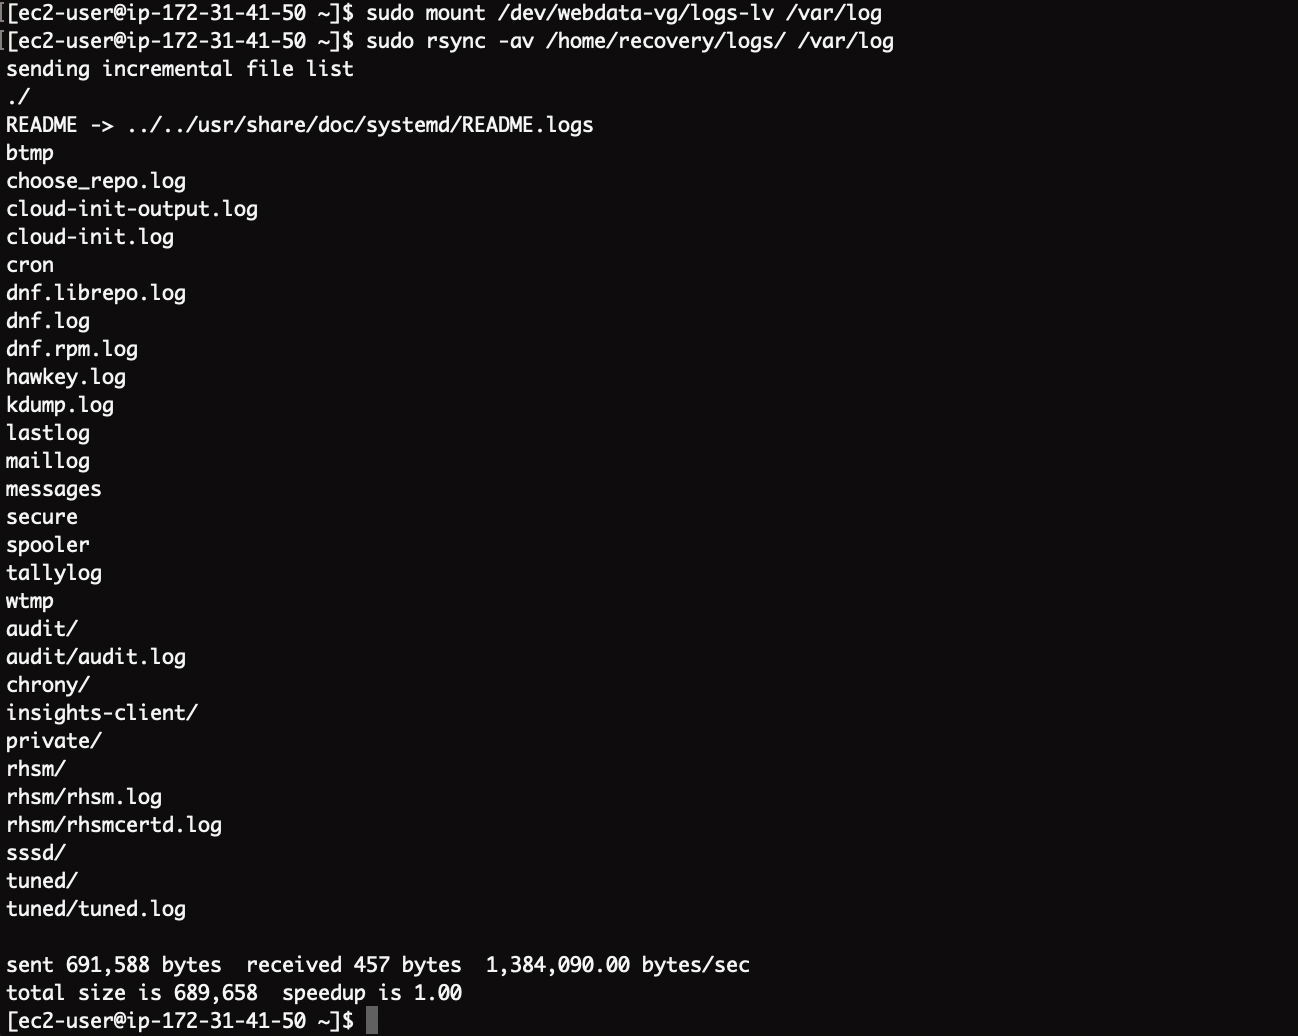 [ec2-user@ip-172-31-41-50 ~]$ sudo mount /dev/webdata-vg/logs-lv /var/log
[ec2-user@ip-172-31-41-50 ~]$ sudo rsync -av /home/recovery/logs/ /var/log
sending incremental file list
./
README -> ../../usr/share/doc/systemd/README.logs
btmp
choose_repo.log
cloud-init-output.log
cloud-init.log
cron
dnf.librepo.log
dnf.log
dnf.rpm.log
hawkey.log
kdump.log
lastlog
maillog
messages
secure
spooler
tallylog
wtmp
audit/
audit/audit.log
chrony/
insights-client/
private/
rhsm/
rhsm/rhsm.log
rhsm/rhsmcertd.log
sssd/
tuned/
tuned/tuned.log
sent 691,588 bytes  received 457 bytes  1,384,090.00 bytes/sec
total size is 689,658  speedup is 1.00
[ec2-user@ip-172-31-41-50 ~]$